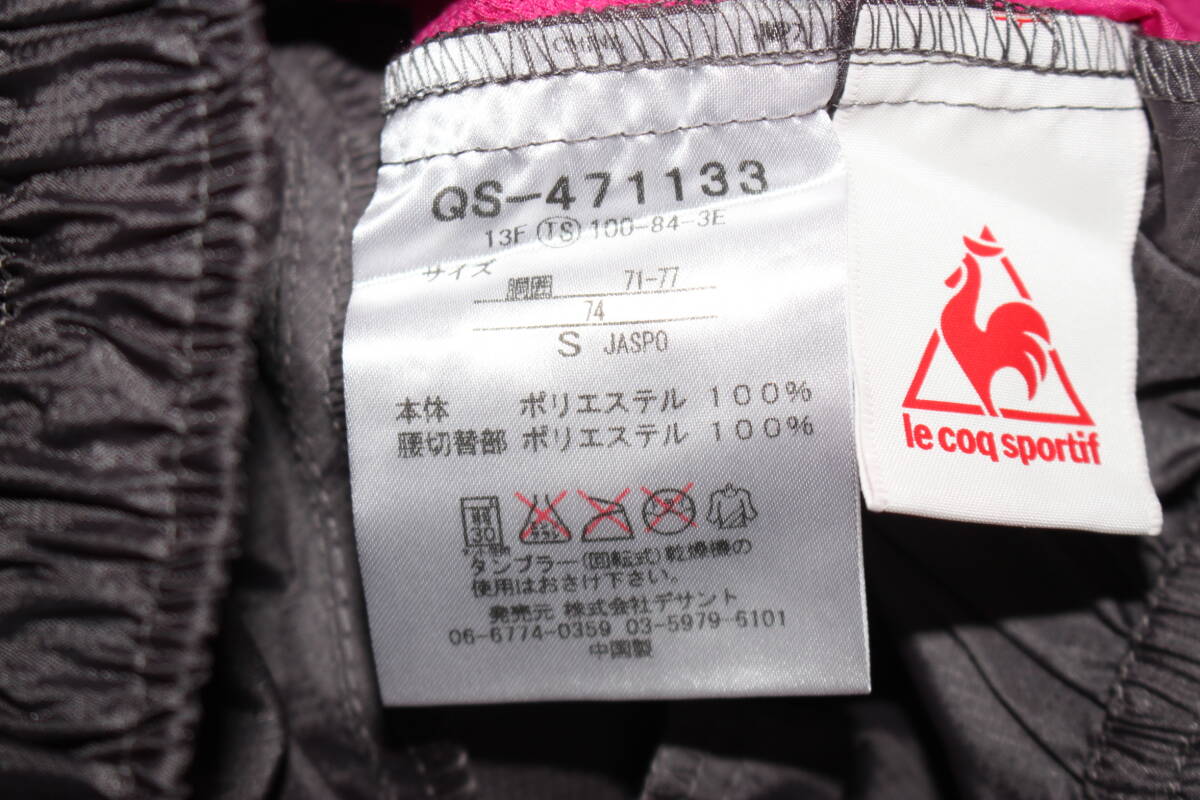 QS-471133
13F TS 100-84-3E
サイズ
胴囲 71-77
74
S JASPO
本体 ポリエステル 100%
腰切替部 ポリエステル 100%
30
タンブラー(回転式)乾燥機の
使用はおさけ下さい。
発売元 株式会社デサント
06-6774-0359 03-5979-6101
中国製
le coq sportif